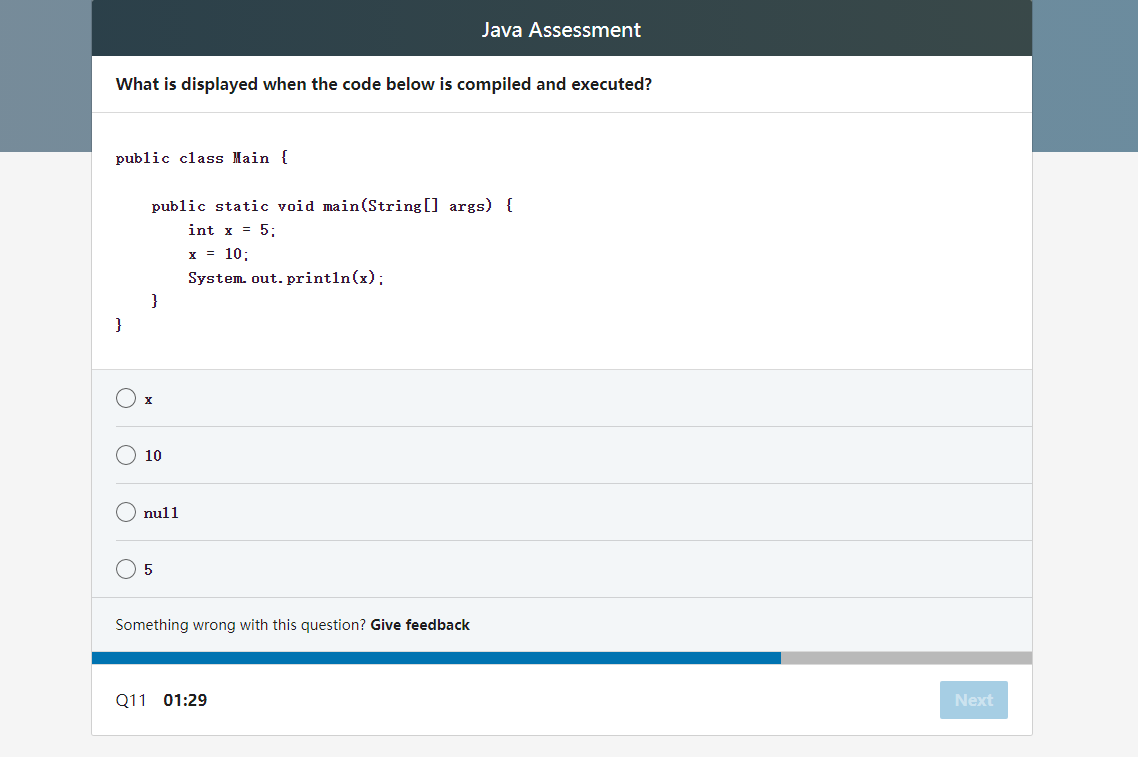 Java Assessment
What is displayed when the code below is compiled and executed?
public class Main {
    public static void main(String[] args) {
        int x = 5;
        x = 10;
        System.out.println(x);
    }
}
x
10
null
5
Something wrong with this question? Give feedback
Q11 01:29 Next